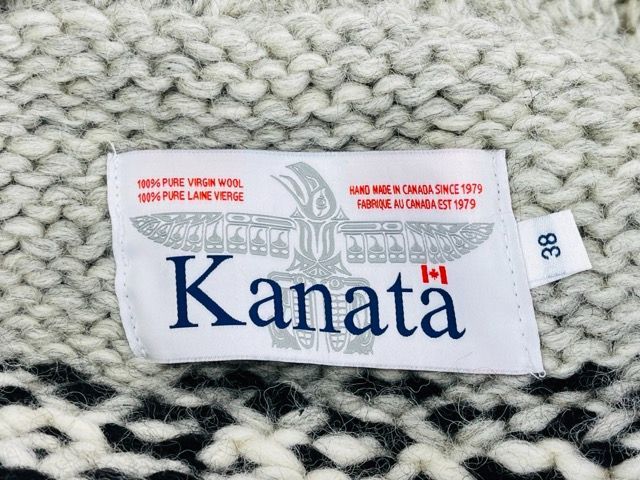 100% PURE VIRGIN WOOL
100% PURE LAINE VIERGE
HAND MADE IN CANADA SINCE 1979
FABRIQUE AU CANADA EST 1979
Kanata
38